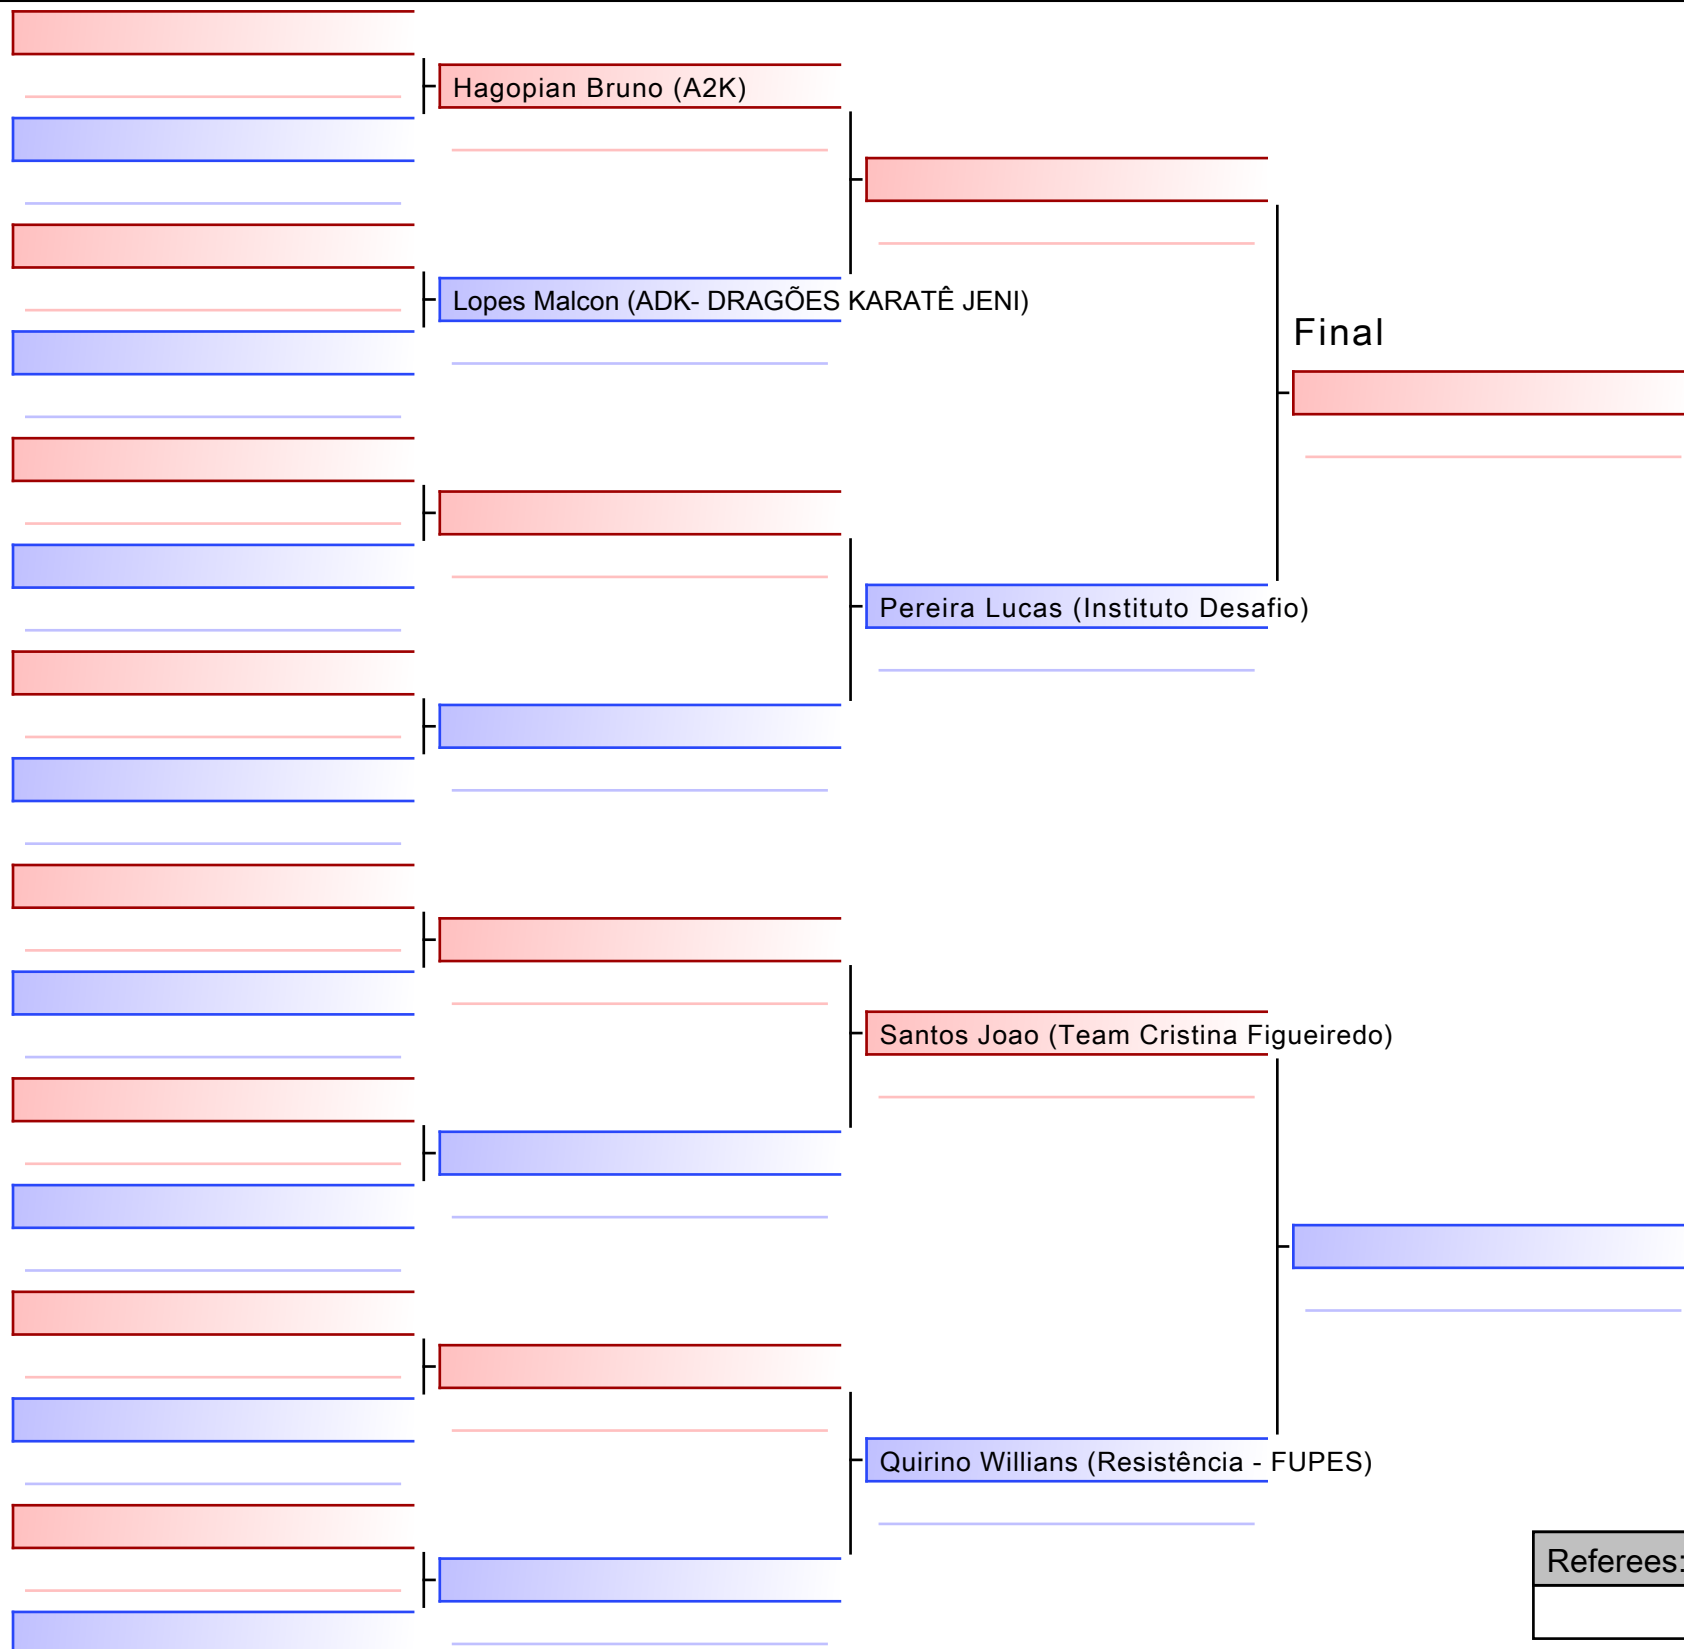 Hagopian Bruno (A2K)
Lopes Malcon (ADK- DRAGÕES KARATÊ JENI)
Final
Pereira Lucas (Instituto Desafio)
Santos Joao (Team Cristina Figueiredo)
Quirino Willians (Resistência - FUPES)
Referees: